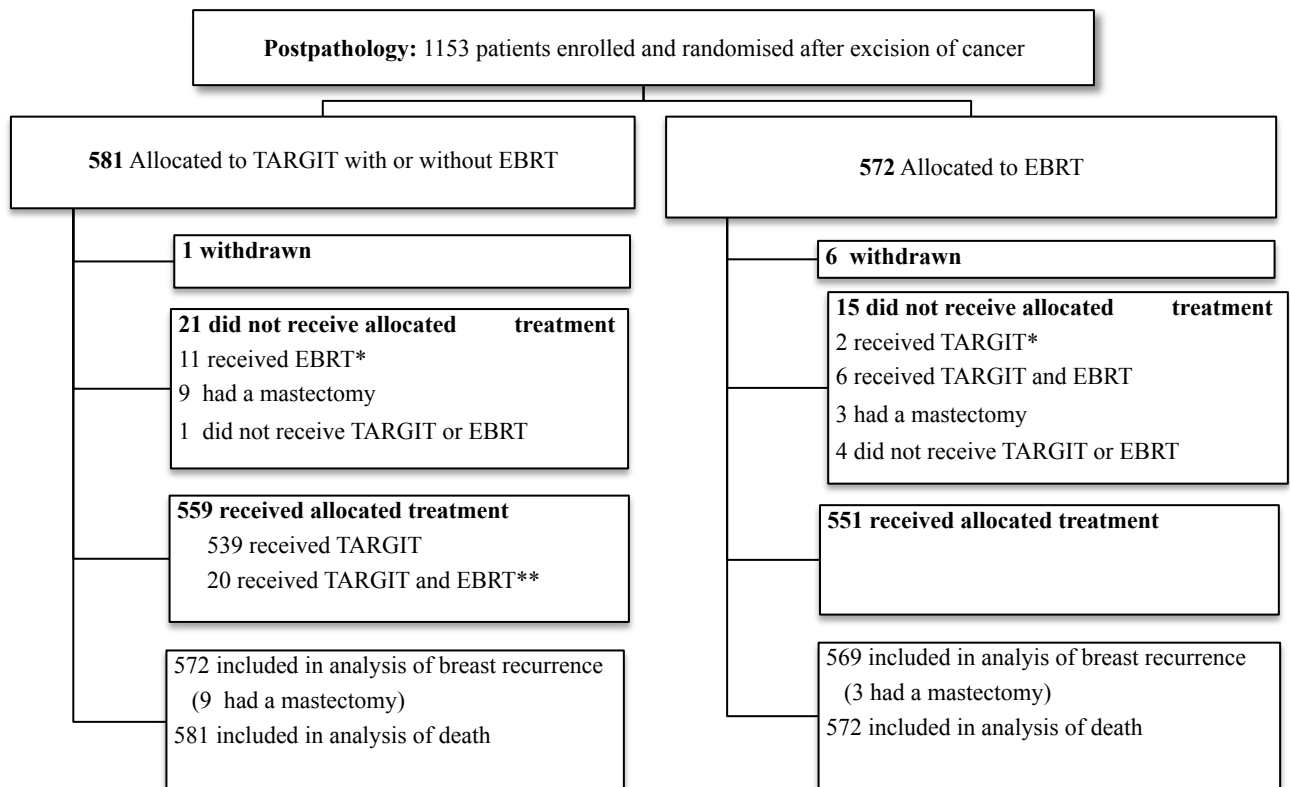 Postpathology: 1153 patients enrolled and randomised after excision of cancer
581 Allocated to TARGIT with or without EBRT
1 withdrawn
21 did not receive allocated treatment
11 received EBRT*
9 had a mastectomy
1 did not receive TARGIT or EBRT
559 received allocated treatment
539 received TARGIT
20 received TARGIT and EBRT**
572 included in analysis of breast recurrence
(9 had a mastectomy)
581 included in analysis of death
572 Allocated to EBRT
6 withdrawn
15 did not receive allocated treatment
2 received TARGIT*
6 received TARGIT and EBRT
3 had a mastectomy
4 did not receive TARGIT or EBRT
551 received allocated treatment
569 included in analyis of breast recurrence
(3 had a mastectomy)
572 included in analysis of death